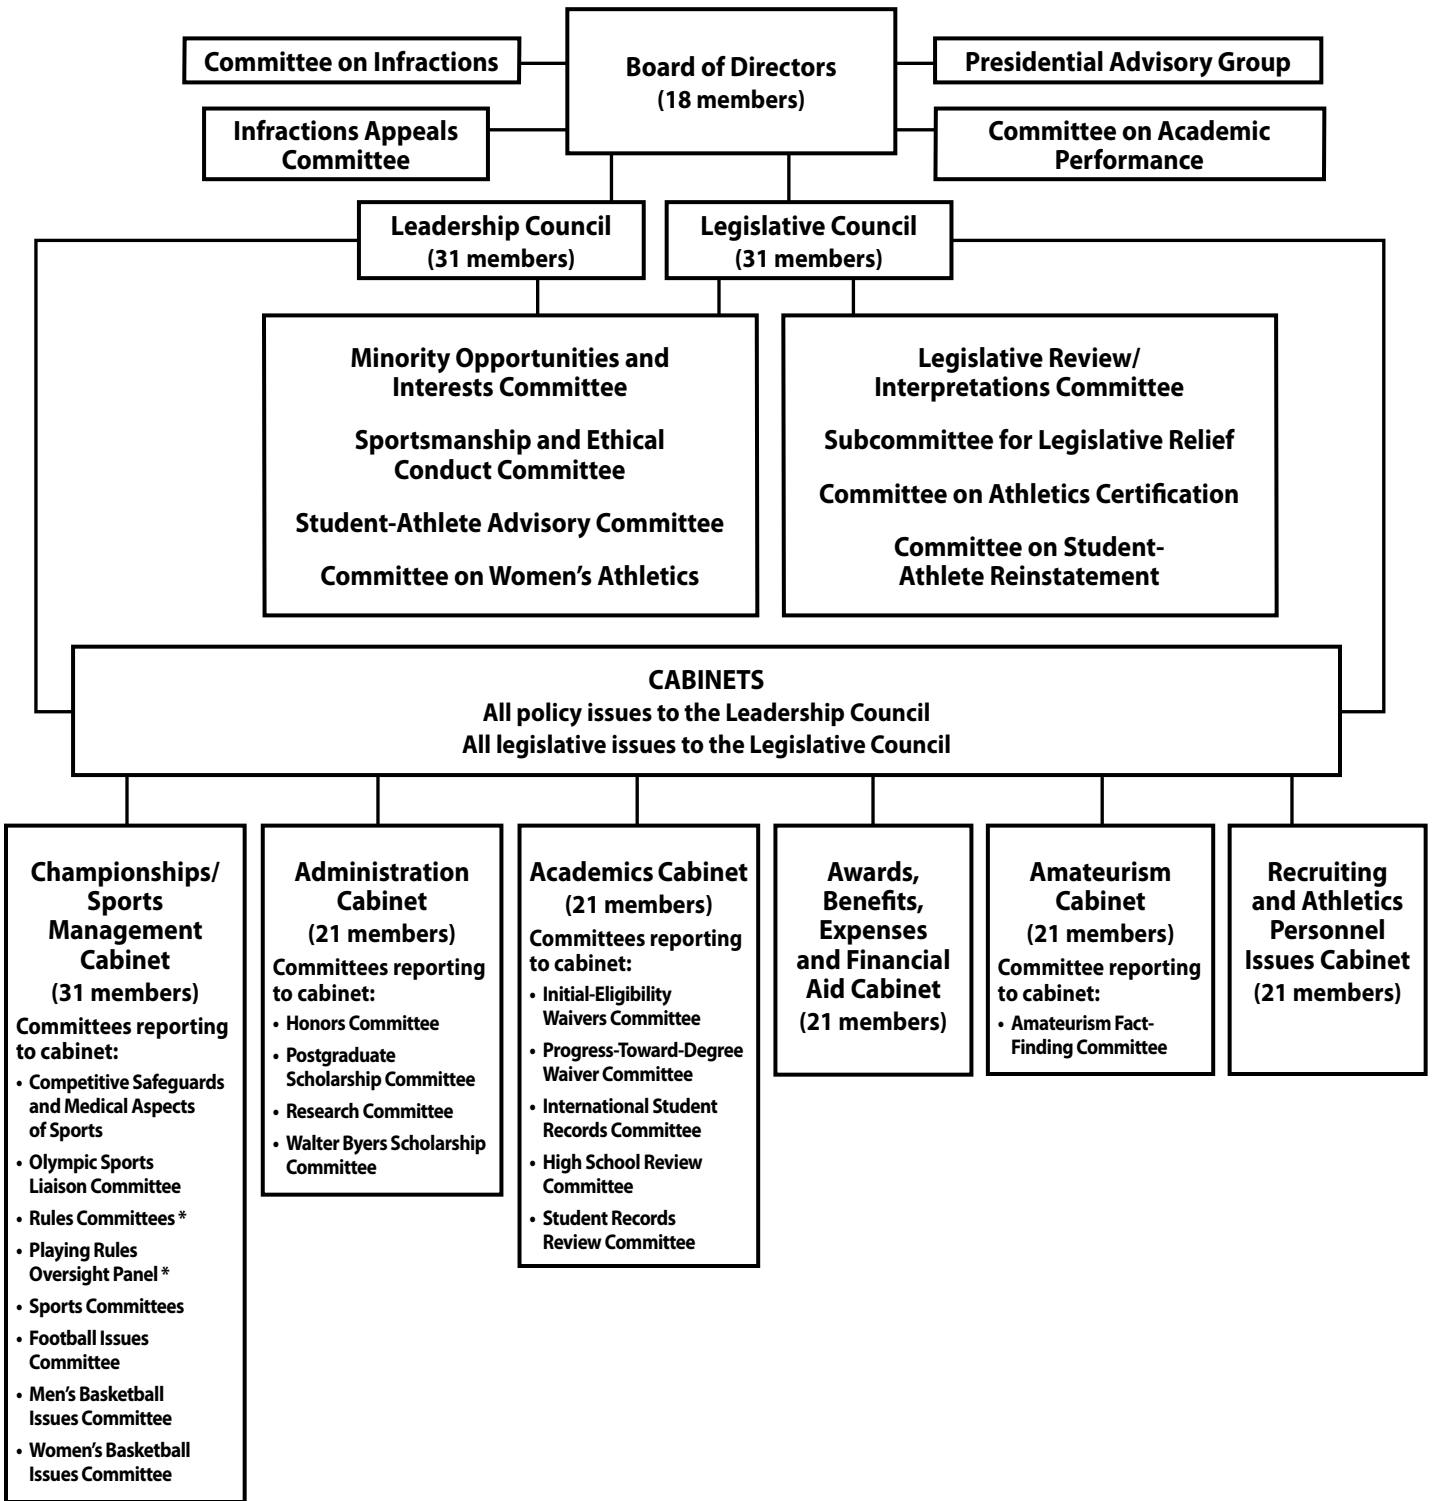 Committee on Infractions
Board of Directors
(18 members)
Presidential Advisory Group
Infractions Appeals
Committee
Committee on Academic
Performance
Leadership Council
(31 members)
Legislative Council
(31 members)
Minority Opportunities and
Interests Committee
Sportsmanship and Ethical
Conduct Committee
Student-Athlete Advisory Committee
Committee on Women's Athletics
Legislative Review/
Interpretations Committee
Subcommittee for Legislative Relief
Committee on Athletics Certification
Committee on Student-
Athlete Reinstatement
CABINETS
All policy issues to the Leadership Council
All legislative issues to the Legislative Council
Championships/
Sports
Management
Cabinet
(31 members)
Committees reporting
to cabinet:
• Competitive Safeguards
and Medical Aspects
of Sports
• Olympic Sports
Liaison Committee
• Rules Committees *
• Playing Rules
Oversight Panel *
• Sports Committees
• Football Issues
Committee
• Men's Basketball
Issues Committee
• Women's Basketball
Issues Committee
Administration
Cabinet
(21 members)
Committees reporting
to cabinet:
• Honors Committee
• Postgraduate
Scholarship Committee
• Research Committee
• Walter Byers Scholarship
Committee
Academics Cabinet
(21 members)
Committees reporting
to cabinet:
• Initial-Eligibility
Waivers Committee
• Progress-Toward-Degree
Waiver Committee
• International Student
Records Committee
• High School Review
Committee
• Student Records
Review Committee
Awards,
Benefits,
Expenses
and Financial
Aid Cabinet
(21 members)
Amateurism
Cabinet
(21 members)
Committee reporting
to cabinet:
• Amateurism Fact-
Finding Committee
Recruiting
and Athletics
Personnel
Issues Cabinet
(21 members)